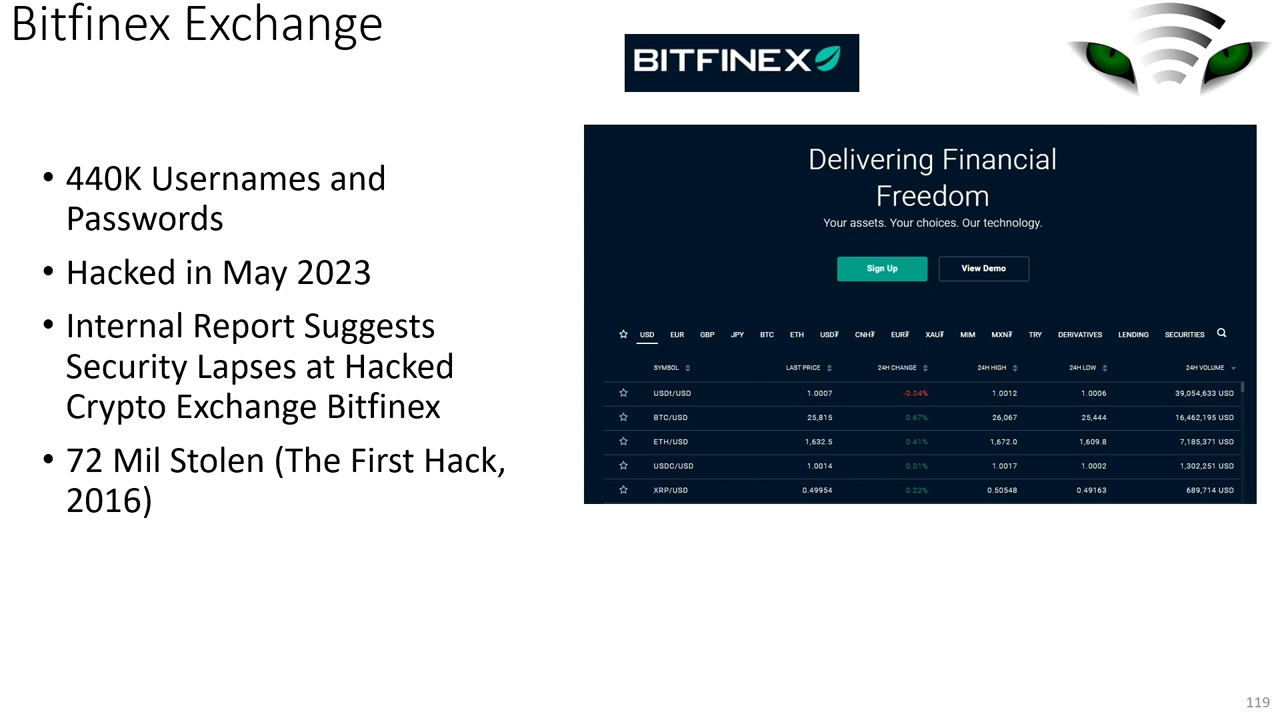 Bitfinex Exchange
BITFINEX
• 440K Usernames and
Passwords
• Hacked in May 2023
• Internal Report Suggests
Security Lapses at Hacked
Crypto Exchange Bitfinex
• 72 Mil Stolen (The First Hack,
2016)
Delivering Financial
Freedom
Your assets. Your choices. Our technology.
Sign Up View Demo
USD EUR GBP JPY BTC ETH USD₮ CNH₮ EUR₮ XAU₮ MIM MXN₮ TRY DERIVATIVES LENDING SECURITIES
SYMBOL LAST PRICE 24H CHANGE 24H HIGH 24H LOW 24H VOLUME
USDt/USD 1.0007 -0.04% 1.0012 1.0006 39,054,633 USD
BTC/USD 25,815 0.67% 26,067 25,444 16,462,195 USD
ETH/USD 1,632.5 0.41% 1,672.0 1,609.8 7,185,371 USD
USDC/USD 1.0014 0.01% 1.0017 1.0002 1,302,251 USD
XRP/USD 0.49954 0.22% 0.50548 0.49163 689,714 USD
119